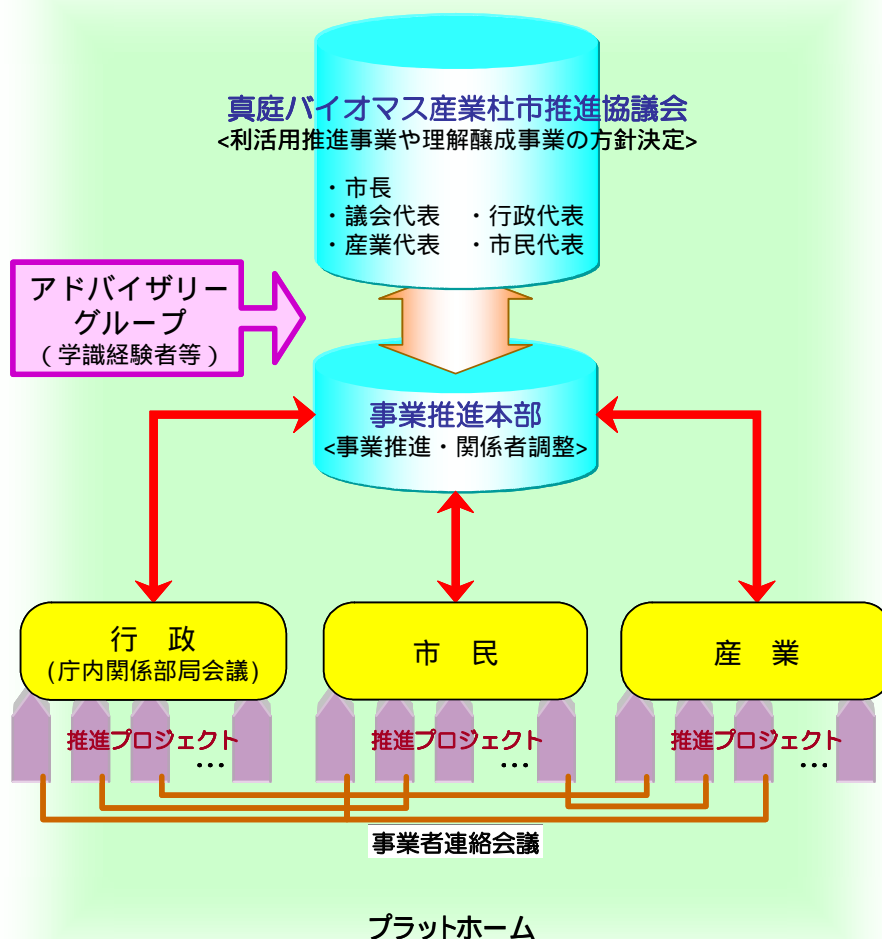 真庭バイオマス産業杜市推進協議会
<利活用推進事業や理解醸成事業の方針決定>
・市長
・議会代表　・行政代表
・産業代表　・市民代表
アドバイザリー
グループ
(学識経験者等)
事業推進本部
<事業推進・関係者調整>
行　政
(庁内関係部局会議)
市　民
産　業
推進プロジェクト
…
推進プロジェクト
…
推進プロジェクト
…
事業者連絡会議
プラットホーム